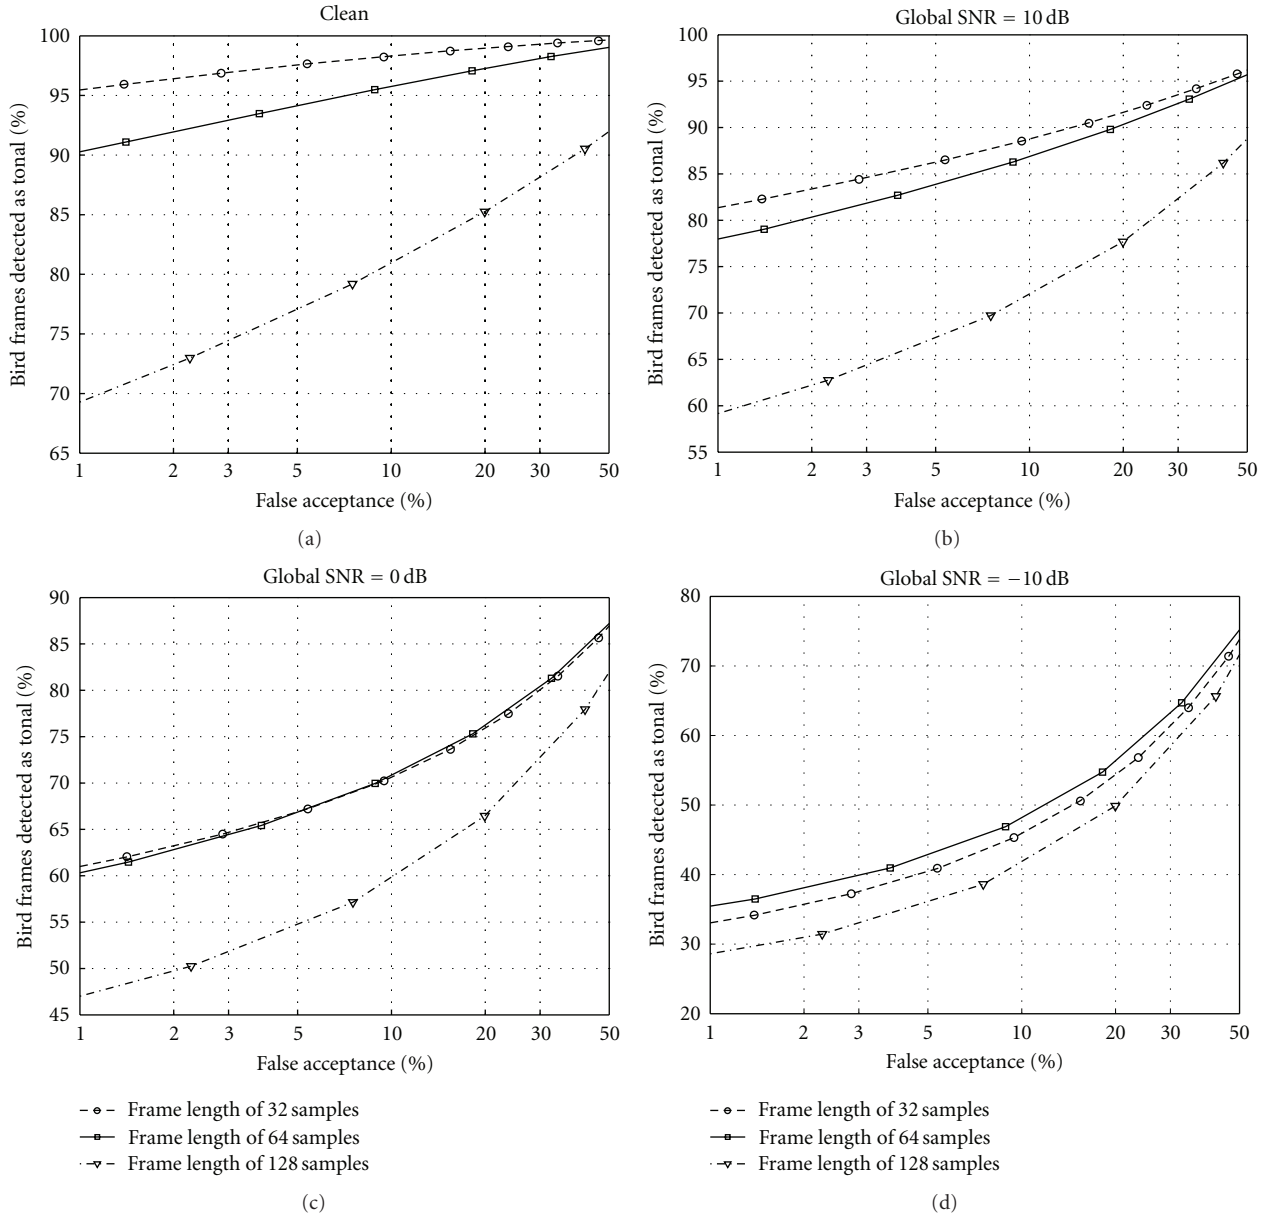 Clean
Bird frames detected as tonal (%)
100
95
90
85
80
75
70
65
1 2 3 5 10 20 30 50
False acceptance (%)
(a)
Global SNR = 10 dB
Bird frames detected as tonal (%)
100
95
90
85
80
75
70
65
60
55
1 2 3 5 10 20 30 50
False acceptance (%)
(b)
Global SNR = 0 dB
Bird frames detected as tonal (%)
90
85
80
75
70
65
60
55
50
45
1 2 3 5 10 20 30 50
False acceptance (%)
Frame length of 32 samples
Frame length of 64 samples
Frame length of 128 samples
(c)
Global SNR = −10 dB
Bird frames detected as tonal (%)
80
70
60
50
40
30
20
1 2 3 5 10 20 30 50
False acceptance (%)
Frame length of 32 samples
Frame length of 64 samples
Frame length of 128 samples
(d)